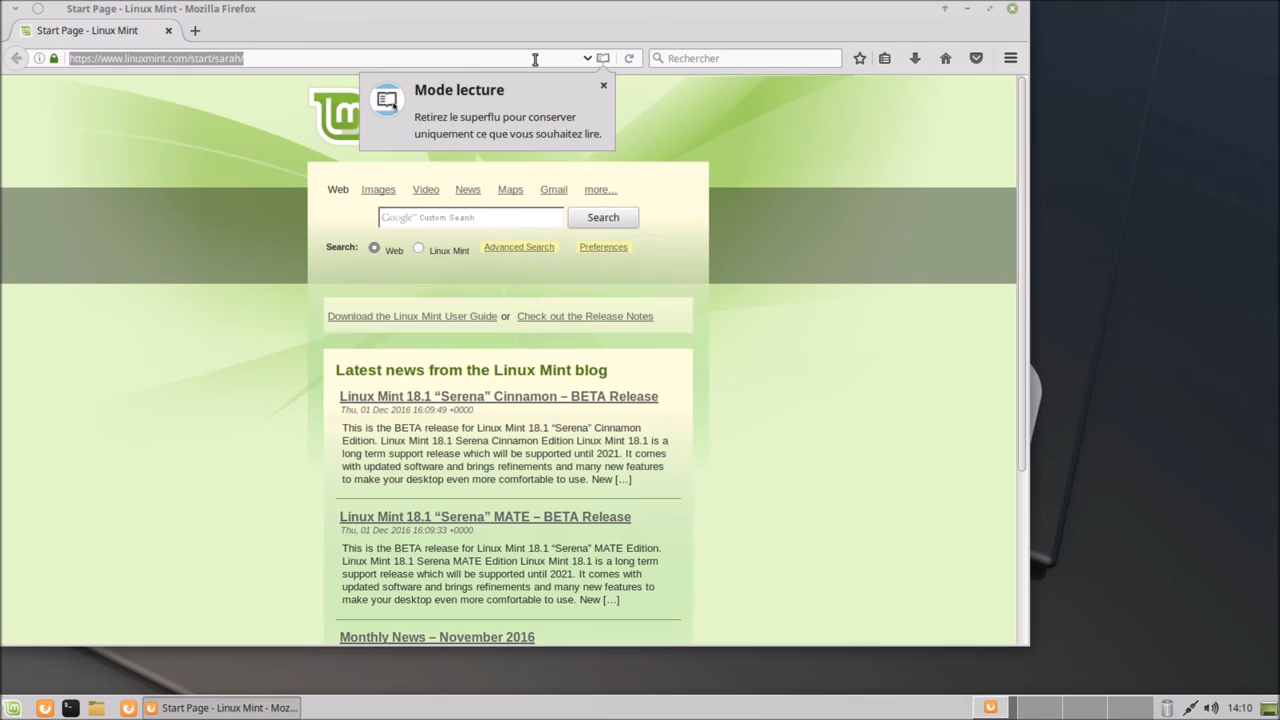 Start Page - Linux Mint - Mozilla Firefox
Start Page - Linux Mint
https://www.linuxmint.com/start/sarah/
Rechercher
Mode lecture
Retirez le superflu pour conserver
uniquement ce que vous souhaitez lire.
Web Images Video News Maps Gmail more...
Google™ Custom Search Search
Search: Web Linux Mint Advanced Search Preferences
Download the Linux Mint User Guide or Check out the Release Notes
Latest news from the Linux Mint blog
Linux Mint 18.1 “Serena” Cinnamon – BETA Release
Thu, 01 Dec 2016 16:09:49 +0000
This is the BETA release for Linux Mint 18.1 “Serena” Cinnamon
Edition. Linux Mint 18.1 Serena Cinnamon Edition Linux Mint 18.1 is a
long term support release which will be supported until 2021. It comes
with updated software and brings refinements and many new features
to make your desktop even more comfortable to use. New […]
Linux Mint 18.1 “Serena” MATE – BETA Release
Thu, 01 Dec 2016 16:09:33 +0000
This is the BETA release for Linux Mint 18.1 “Serena” MATE Edition.
Linux Mint 18.1 Serena MATE Edition Linux Mint 18.1 is a long term
support release which will be supported until 2021. It comes with
updated software and brings refinements and many new features to
make your desktop even more comfortable to use. New […]
Monthly News – November 2016
Start Page - Linux Mint - Moz...
14:10